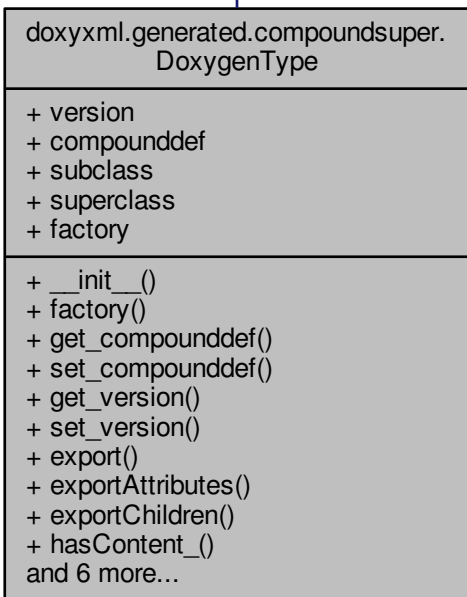 doxyxml.generated.compoundsuper.
DoxygenType
+ version
+ compounddef
+ subclass
+ superclass
+ factory
+ __init__()
+ factory()
+ get_compounddef()
+ set_compounddef()
+ get_version()
+ set_version()
+ export()
+ exportAttributes()
+ exportChildren()
+ hasContent_()
and 6 more...